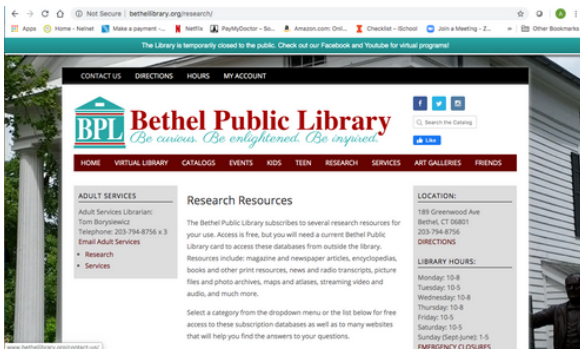 Not Secure | bethellibrary.org/research/
Apps Home - Nelnet Make a payment -... Netflix PayMyDoctor – So... Amazon.com: Onl... Checklist – iSchool Join a Meeting - Z... » Other Bookmarks
The Library is temporarily closed to the public. Check out our Facebook and Youtube for virtual programs!
CONTACT US DIRECTIONS HOURS MY ACCOUNT
BPL Bethel Public Library
Be curious. Be enlightened. Be inspired.
Search the Catalog
Like
HOME VIRTUAL LIBRARY CATALOGS EVENTS KIDS TEEN RESEARCH SERVICES ART GALLERIES FRIENDS
ADULT SERVICES
Adult Services Librarian:
Tom Borysiewicz
Telephone: 203-794-8756 x 3
Email Adult Services
• Research
• Services
Research Resources
The Bethel Public Library subscribes to several research resources for
your use. Access is free, but you will need a current Bethel Public
Library card to access these databases from outside the library.
Resources include: magazine and newspaper articles, encyclopedias,
books and other print resources, news and radio transcripts, picture
files and photo archives, maps and atlases, streaming video and
audio, and much more.
Select a category from the dropdown menu or the list below for free
access to these subscription databases as well as to many websites
that will help you find the answers to your questions.
LOCATION:
189 Greenwood Ave
Bethel, CT 06801
203-794-8756
DIRECTIONS
LIBRARY HOURS:
Monday: 10-8
Tuesday: 10-5
Wednesday: 10-8
Thursday: 10-8
Friday: 10-5
Saturday: 10-5
Sunday (Sept-June): 1-5
EMERGENCY CLOSURES
www.bethellibrary.org/contact-us/